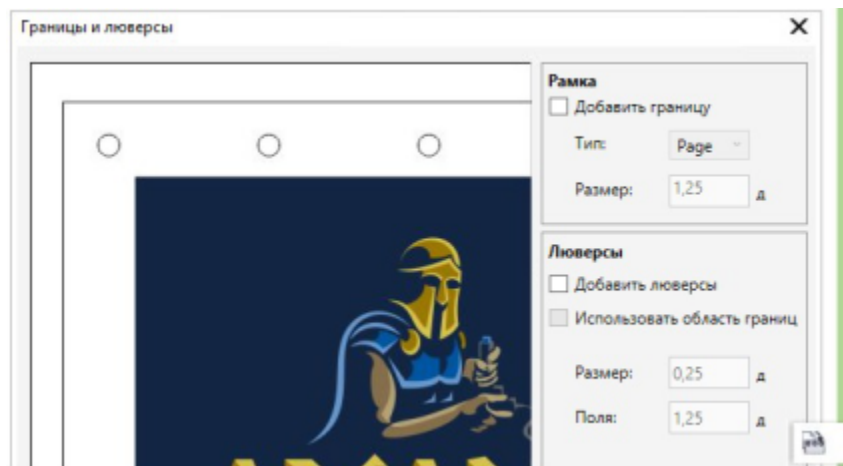 Границы и люверсы
Рамка
Добавить границу
Тип: Page
Размер: 1,25 д
Люверсы
Добавить люверсы
Использовать область границ
Размер: 0,25 д
Поля: 1,25 д